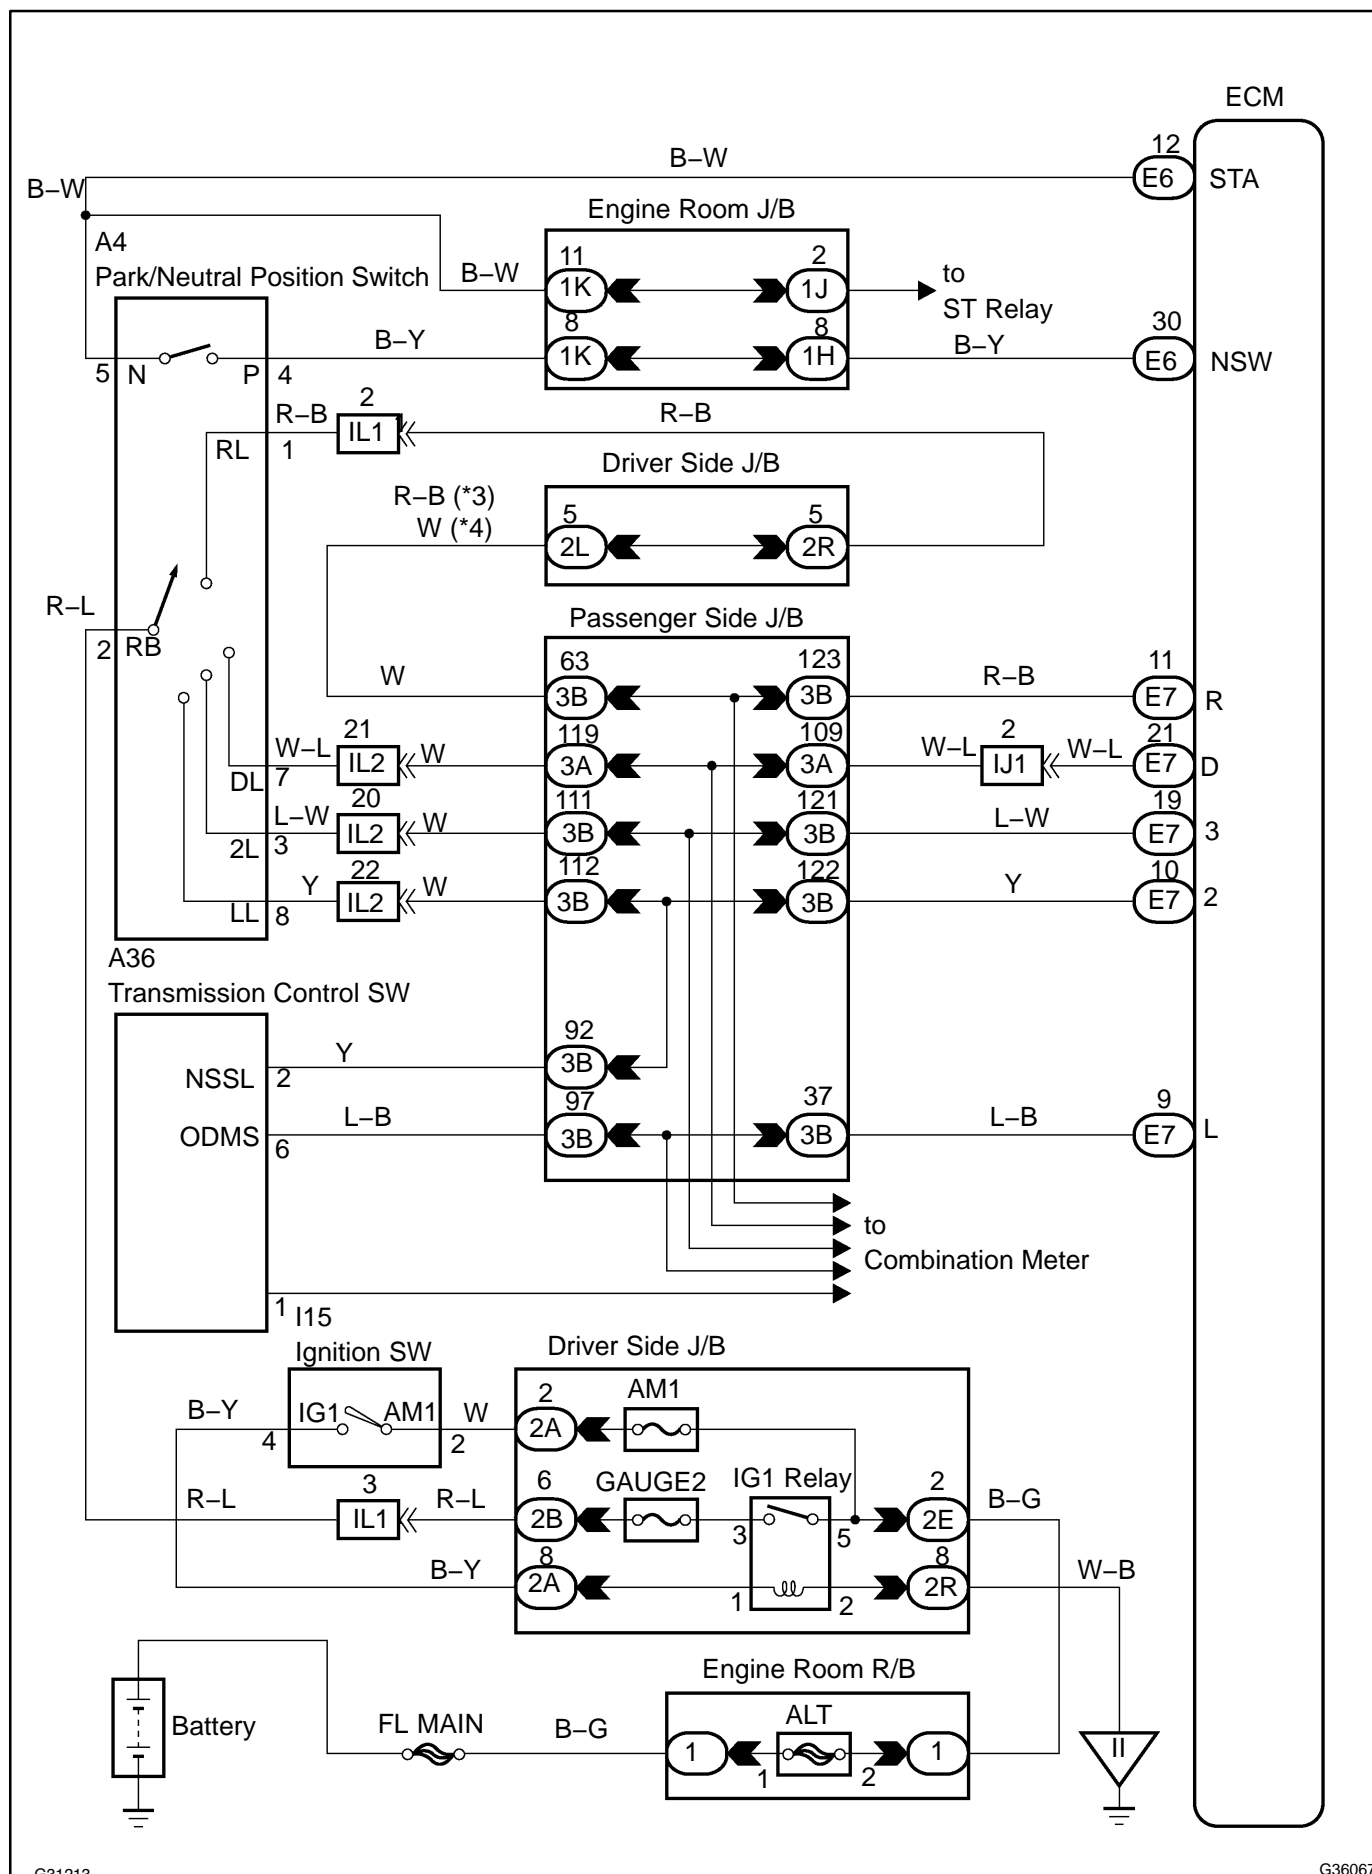 ECM
B–W
12
E6
STA
B–W
Engine Room J/B
A4
Park/Neutral Position Switch
B–W
11
1K
2
1J
to
ST Relay
5
N
P
4
B–Y
8
1K
8
1H
B–Y
30
E6
NSW
RL
R–B
1
2
IL1
R–B
Driver Side J/B
R–B (*3)
W (*4)
5
2L
5
2R
R–L
2
RB
Passenger Side J/B
W
63
3B
123
3B
R–B
11
E7
R
DL
W–L
7
21
IL2
W
119
3A
109
3A
W–L
2
IJ1
W–L
21
E7
D
2L
L–W
3
20
IL2
W
111
3B
121
3B
L–W
19
E7
3
LL
Y
8
22
IL2
W
112
3B
122
3B
Y
10
E7
2
A36
Transmission Control SW
NSSL
2
Y
92
3B
ODMS
6
L–B
97
3B
37
3B
L–B
9
E7
L
to
Combination Meter
1
I15
Ignition SW
Driver Side J/B
B–Y
4
IG1
AM1
2
W
2
2A
AM1
R–L
3
IL1
R–L
6
2B
GAUGE2
IG1 Relay
3
5
2
2E
B–G
B–Y
8
2A
1
2
8
2R
W–B
Engine Room R/B
Battery
FL MAIN
B–G
1
1
ALT
2
1
II
G31213
G36067